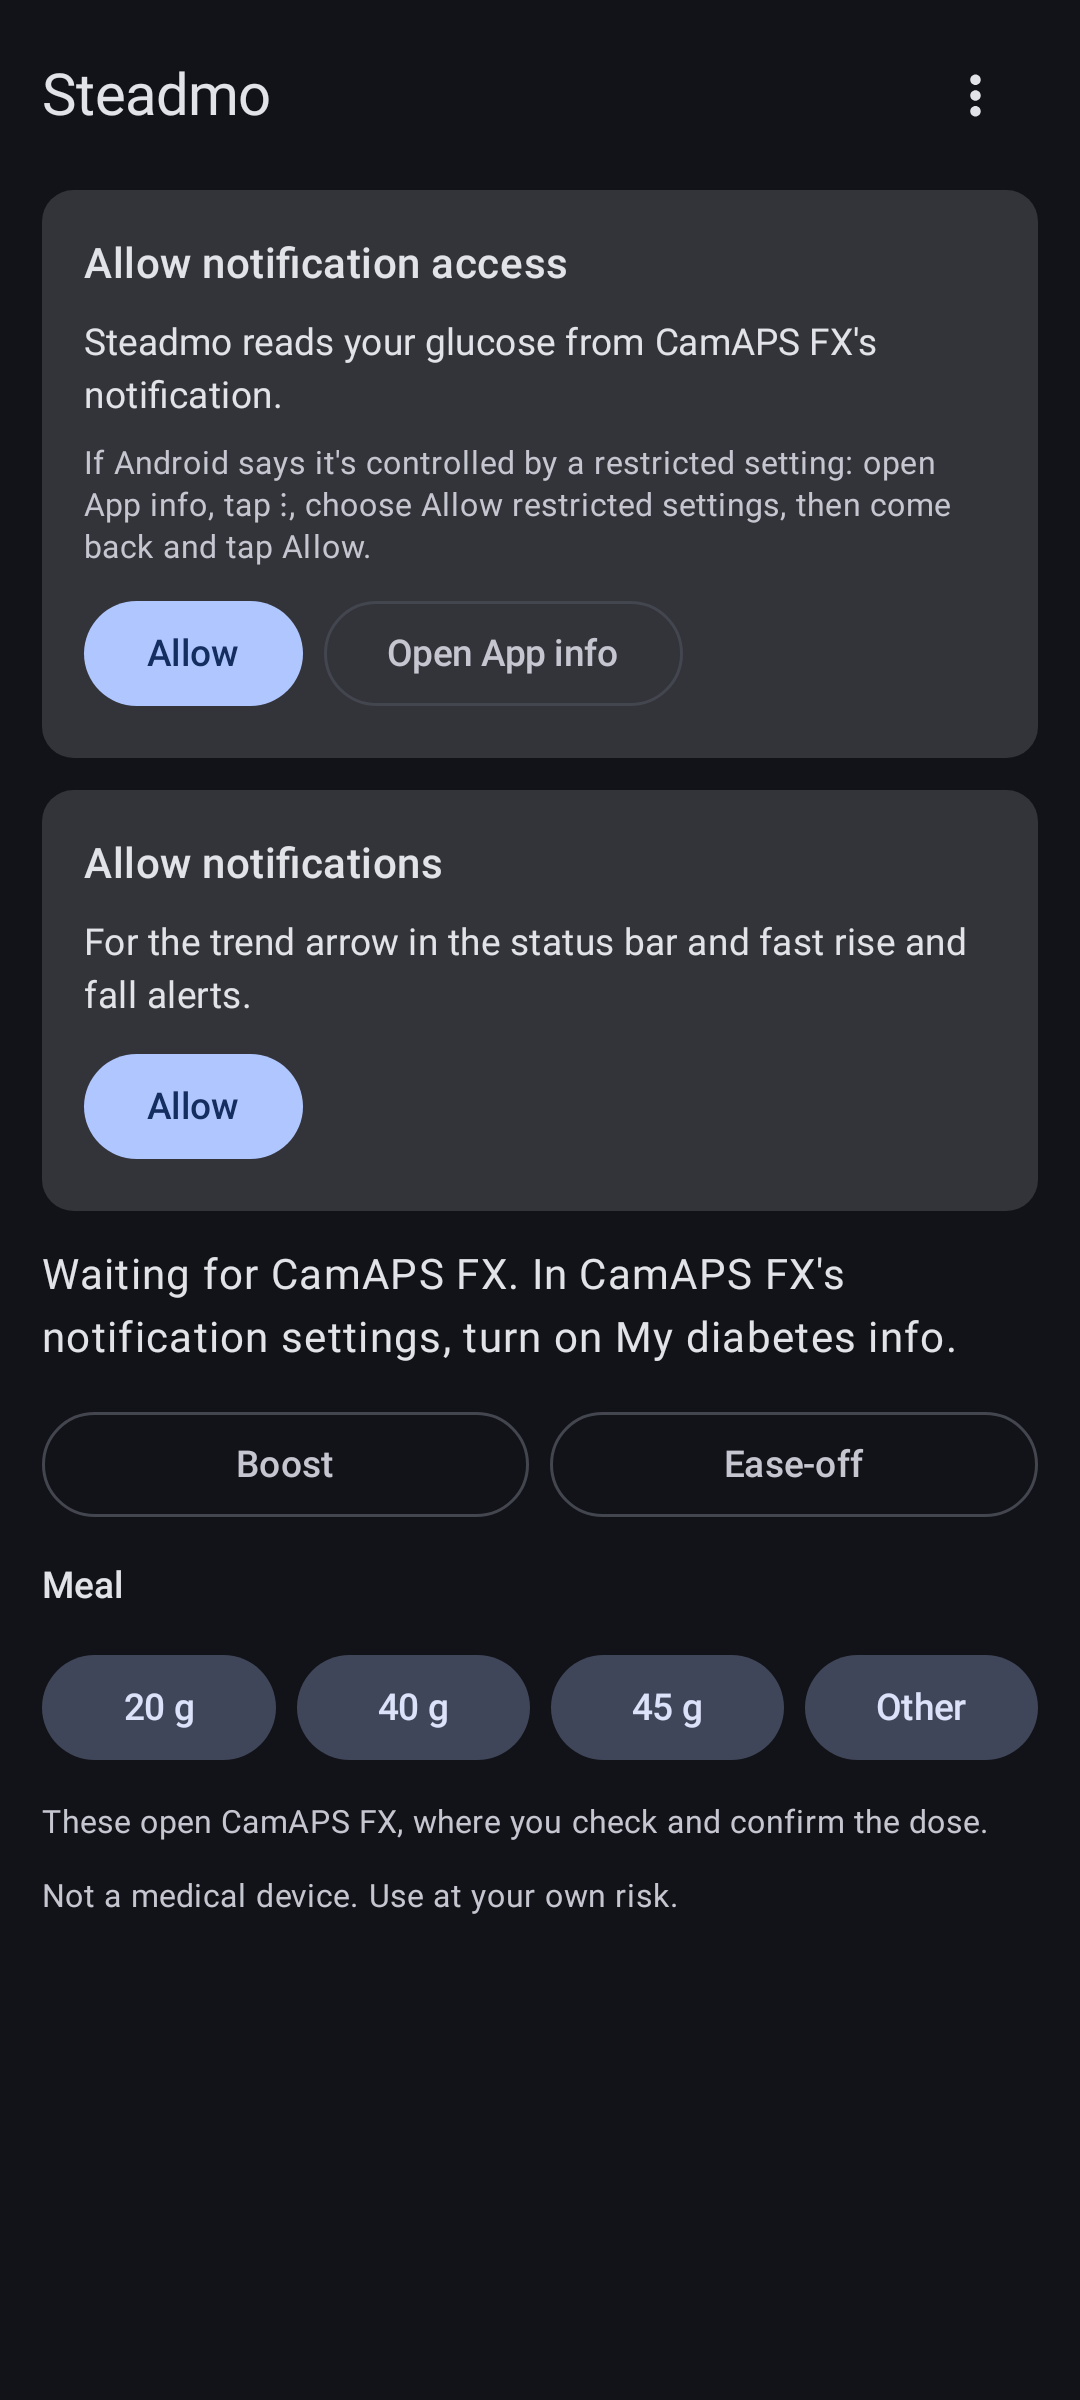 Steadmo
Allow notification access
Steadmo reads your glucose from CamAPS FX's
notification.
If Android says it's controlled by a restricted setting: open
App info, tap ⋮, choose Allow restricted settings, then come
back and tap Allow.
Allow
Open App info
Allow notifications
For the trend arrow in the status bar and fast rise and
fall alerts.
Allow
Waiting for CamAPS FX. In CamAPS FX's
notification settings, turn on My diabetes info.
Boost
Ease-off
Meal
20 g
40 g
45 g
Other
These open CamAPS FX, where you check and confirm the dose.
Not a medical device. Use at your own risk.